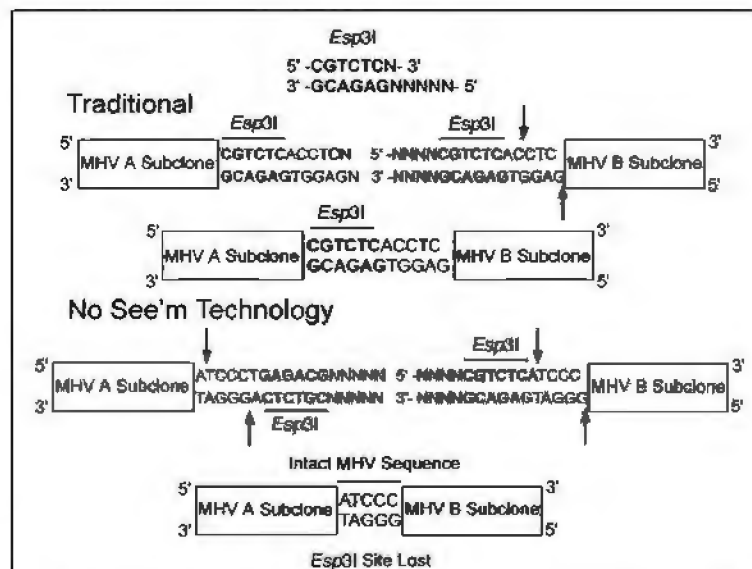 Esp3I
5' -CGTCTCN- 3'
3'- GCAGAGNNNNN- 5'
Traditional
Esp3I Esp3I
5' 3'
MHV A Subclone CGTCTCACCTCN 5'-NNNNCGTCTCACCTC MHV B Subclone
3' GCAGAGTGGAGN 3'-NNNNGCAGAGTGGAG 5'
Esp3I
5' 3'
MHV A Subclone CGTCTCACCTC MHV B Subclone
3' GCAGAGTGGAG 5'
No See'm Technology
Esp3I
5' 3'
MHV A Subclone ATCCCTGAGACGNNNNN 5'-NNNNCGTCTCATCCC MHV B Subclone
3' TAGGGACTCTGCNNNNN 3'-NNNNGCAGAGTAGGG 5'
Esp3I
Intact MHV Sequence
5' 3'
MHV A Subclone ATCCC MHV B Subclone
3' TAGGG 5'
Esp3I Site Lost